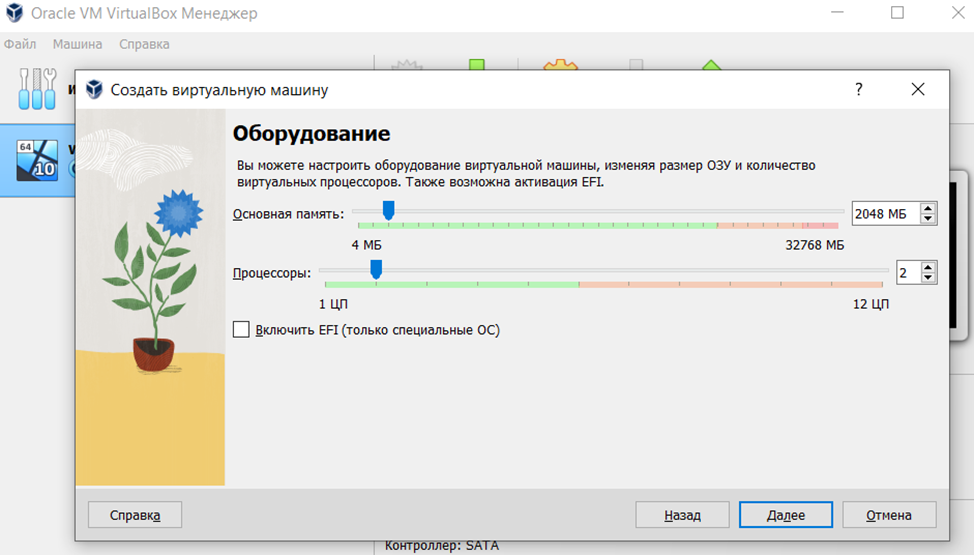 Oracle VM VirtualBox Менеджер
Файл Машина Справка
Создать виртуальную машину
?
64
10
Оборудование
Вы можете настроить оборудование виртуальной машины, изменяя размер ОЗУ и количество
виртуальных процессоров. Также возможна активация EFI.
Основная память: 2048 МБ
4 МБ 32768 МБ
Процессоры: 2
1 ЦП 12 ЦП
Включить EFI (только специальные ОС)
Справка Назад Далее Отмена
Контроллер: SATA